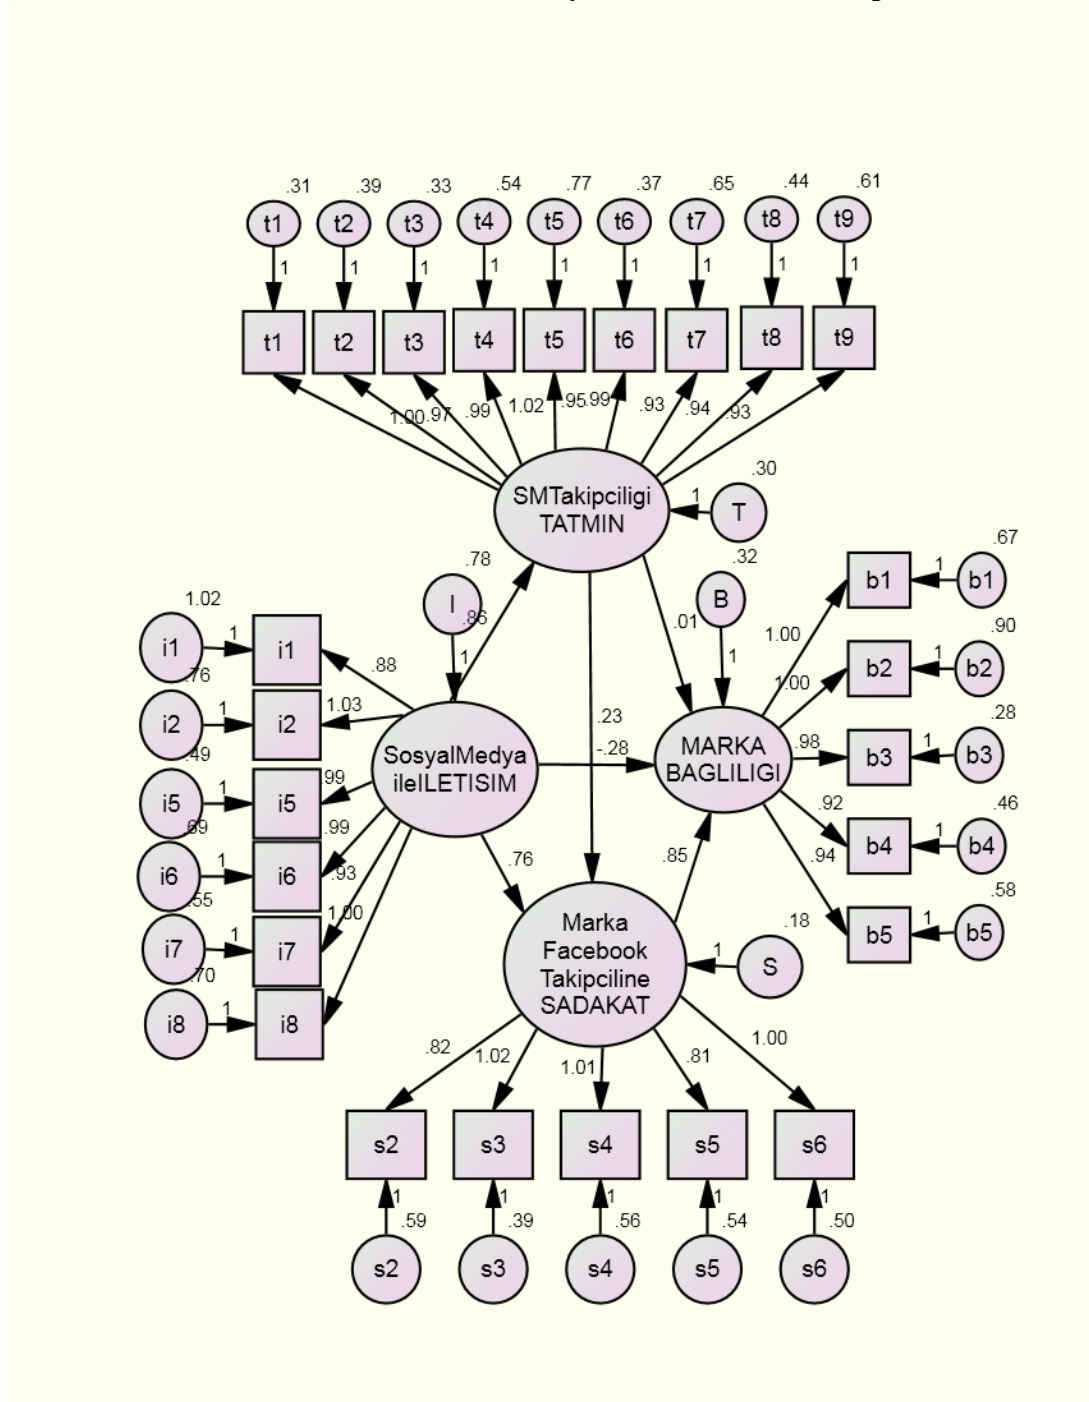 .31 .39 .33 .54 .77 .37 .65 .44 .61
t1 t2 t3 t4 t5 t6 t7 t8 t9
1 1 1 1 1 1 1 1 1
t1 t2 t3 t4 t5 t6 t7 t8 t9
1.00 .97 .99 1.02 .95 .99 .93 .94 .93
SMTakipciligi
TATMIN
1
T
.30
.78
I
.86
1
.32
B
.01
1
1.02
i1
1
i1
.88
.76
i2
1
i2
1.03
.49
i5
1
i5
.99
.69
i6
1
i6
.99
.55
i7
1
i7
.93
.70
i8
1
i8
1.00
SosyalMedya
ileILETISIM
.23
-.28
.76
.85
MARKA
BAGLILIGI
1.00
b1
1
b1
.67
1.00
b2
1
b2
.90
.98
b3
1
b3
.28
.92
b4
1
b4
.46
.94
b5
1
b5
.58
Marka
Facebook
Takipciline
SADAKAT
1
S
.18
.82 1.02 1.01 .81 1.00
s2 s3 s4 s5 s6
1 1 1 1 1
.59 .39 .56 .54 .50
s2 s3 s4 s5 s6